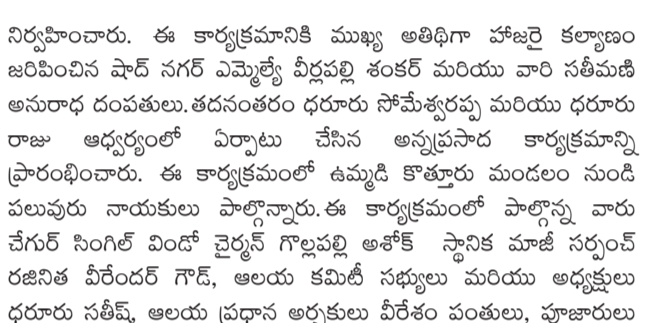 నిర్వహించారు. ఈ కార్యక్రమానికి ముఖ్య అతిథిగా హాజరై కల్యాణం
జరిపించిన షాద్ నగర్ ఎమ్మెల్యే వీర్లపల్లి శంకర్ మరియు వారి సతీమణి
అనురాధ దంపతులు.తదనంతరం ధరూరు సోమేశ్వరప్ప మరియు ధరూరు
రాజు ఆధ్వర్యంలో ఏర్పాటు చేసిన అన్నప్రసాద కార్యక్రమాన్ని
ప్రారంభించారు. ఈ కార్యక్రమంలో ఉమ్మడి కొత్తూరు మండలం నుండి
పలువురు నాయకులు పాల్గొన్నారు.ఈ కార్యక్రమంలో పాల్గొన్న వారు
చేగుర్ సింగిల్ విండో చైర్మన్ గొల్లపల్లి అశోక్ స్థానిక మాజీ సర్పంచ్
రజినిత వీరేందర్ గౌడ్, ఆలయ కమిటీ సభ్యులు మరియు అధ్యక్షులు
ధరూరు సతీష్, ఆలయ ప్రధాన అర్చకులు వీరేశం పంతులు, పూజారులు